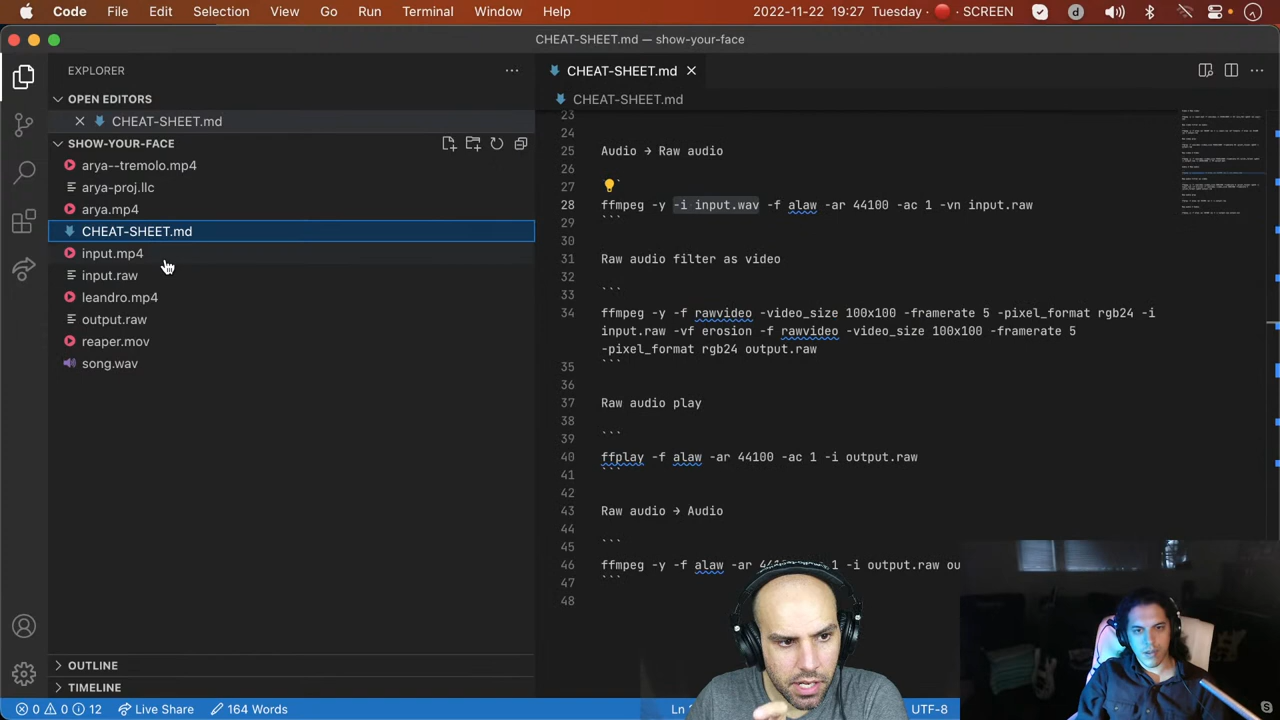 Code File Edit Selection View Go Run Terminal Window Help 2022-11-22 19:27 Tuesday SCREEN
CHEAT-SHEET.md — show-your-face
EXPLORER
OPEN EDITORS
CHEAT-SHEET.md
SHOW-YOUR-FACE
arya--tremolo.mp4
arya-proj.llc
arya.mp4
CHEAT-SHEET.md
input.mp4
input.raw
leandro.mp4
output.raw
reaper.mov
song.wav
OUTLINE
TIMELINE
CHEAT-SHEET.md
CHEAT-SHEET.md
23
24
25 Audio → Raw audio
26
27 ```
28 ffmpeg -y -i input.wav -f alaw -ar 44100 -ac 1 -vn input.raw
29 ```
30
31 Raw audio filter as video
32
33 ```
34 ffmpeg -y -f rawvideo -video_size 100x100 -framerate 5 -pixel_format rgb24 -i
input.raw -vf erosion -f rawvideo -video_size 100x100 -framerate 5
-pixel_format rgb24 output.raw
35 ```
36
37 Raw audio play
38
39 ```
40 ffplay -f alaw -ar 44100 -ac 1 -i output.raw
41 ```
42
43 Raw audio → Audio
44
45 ```
46 ffmpeg -y -f alaw -ar 1 -i output.raw
47 ```
48
0 0 12 Live Share 164 Words Ln UTF-8